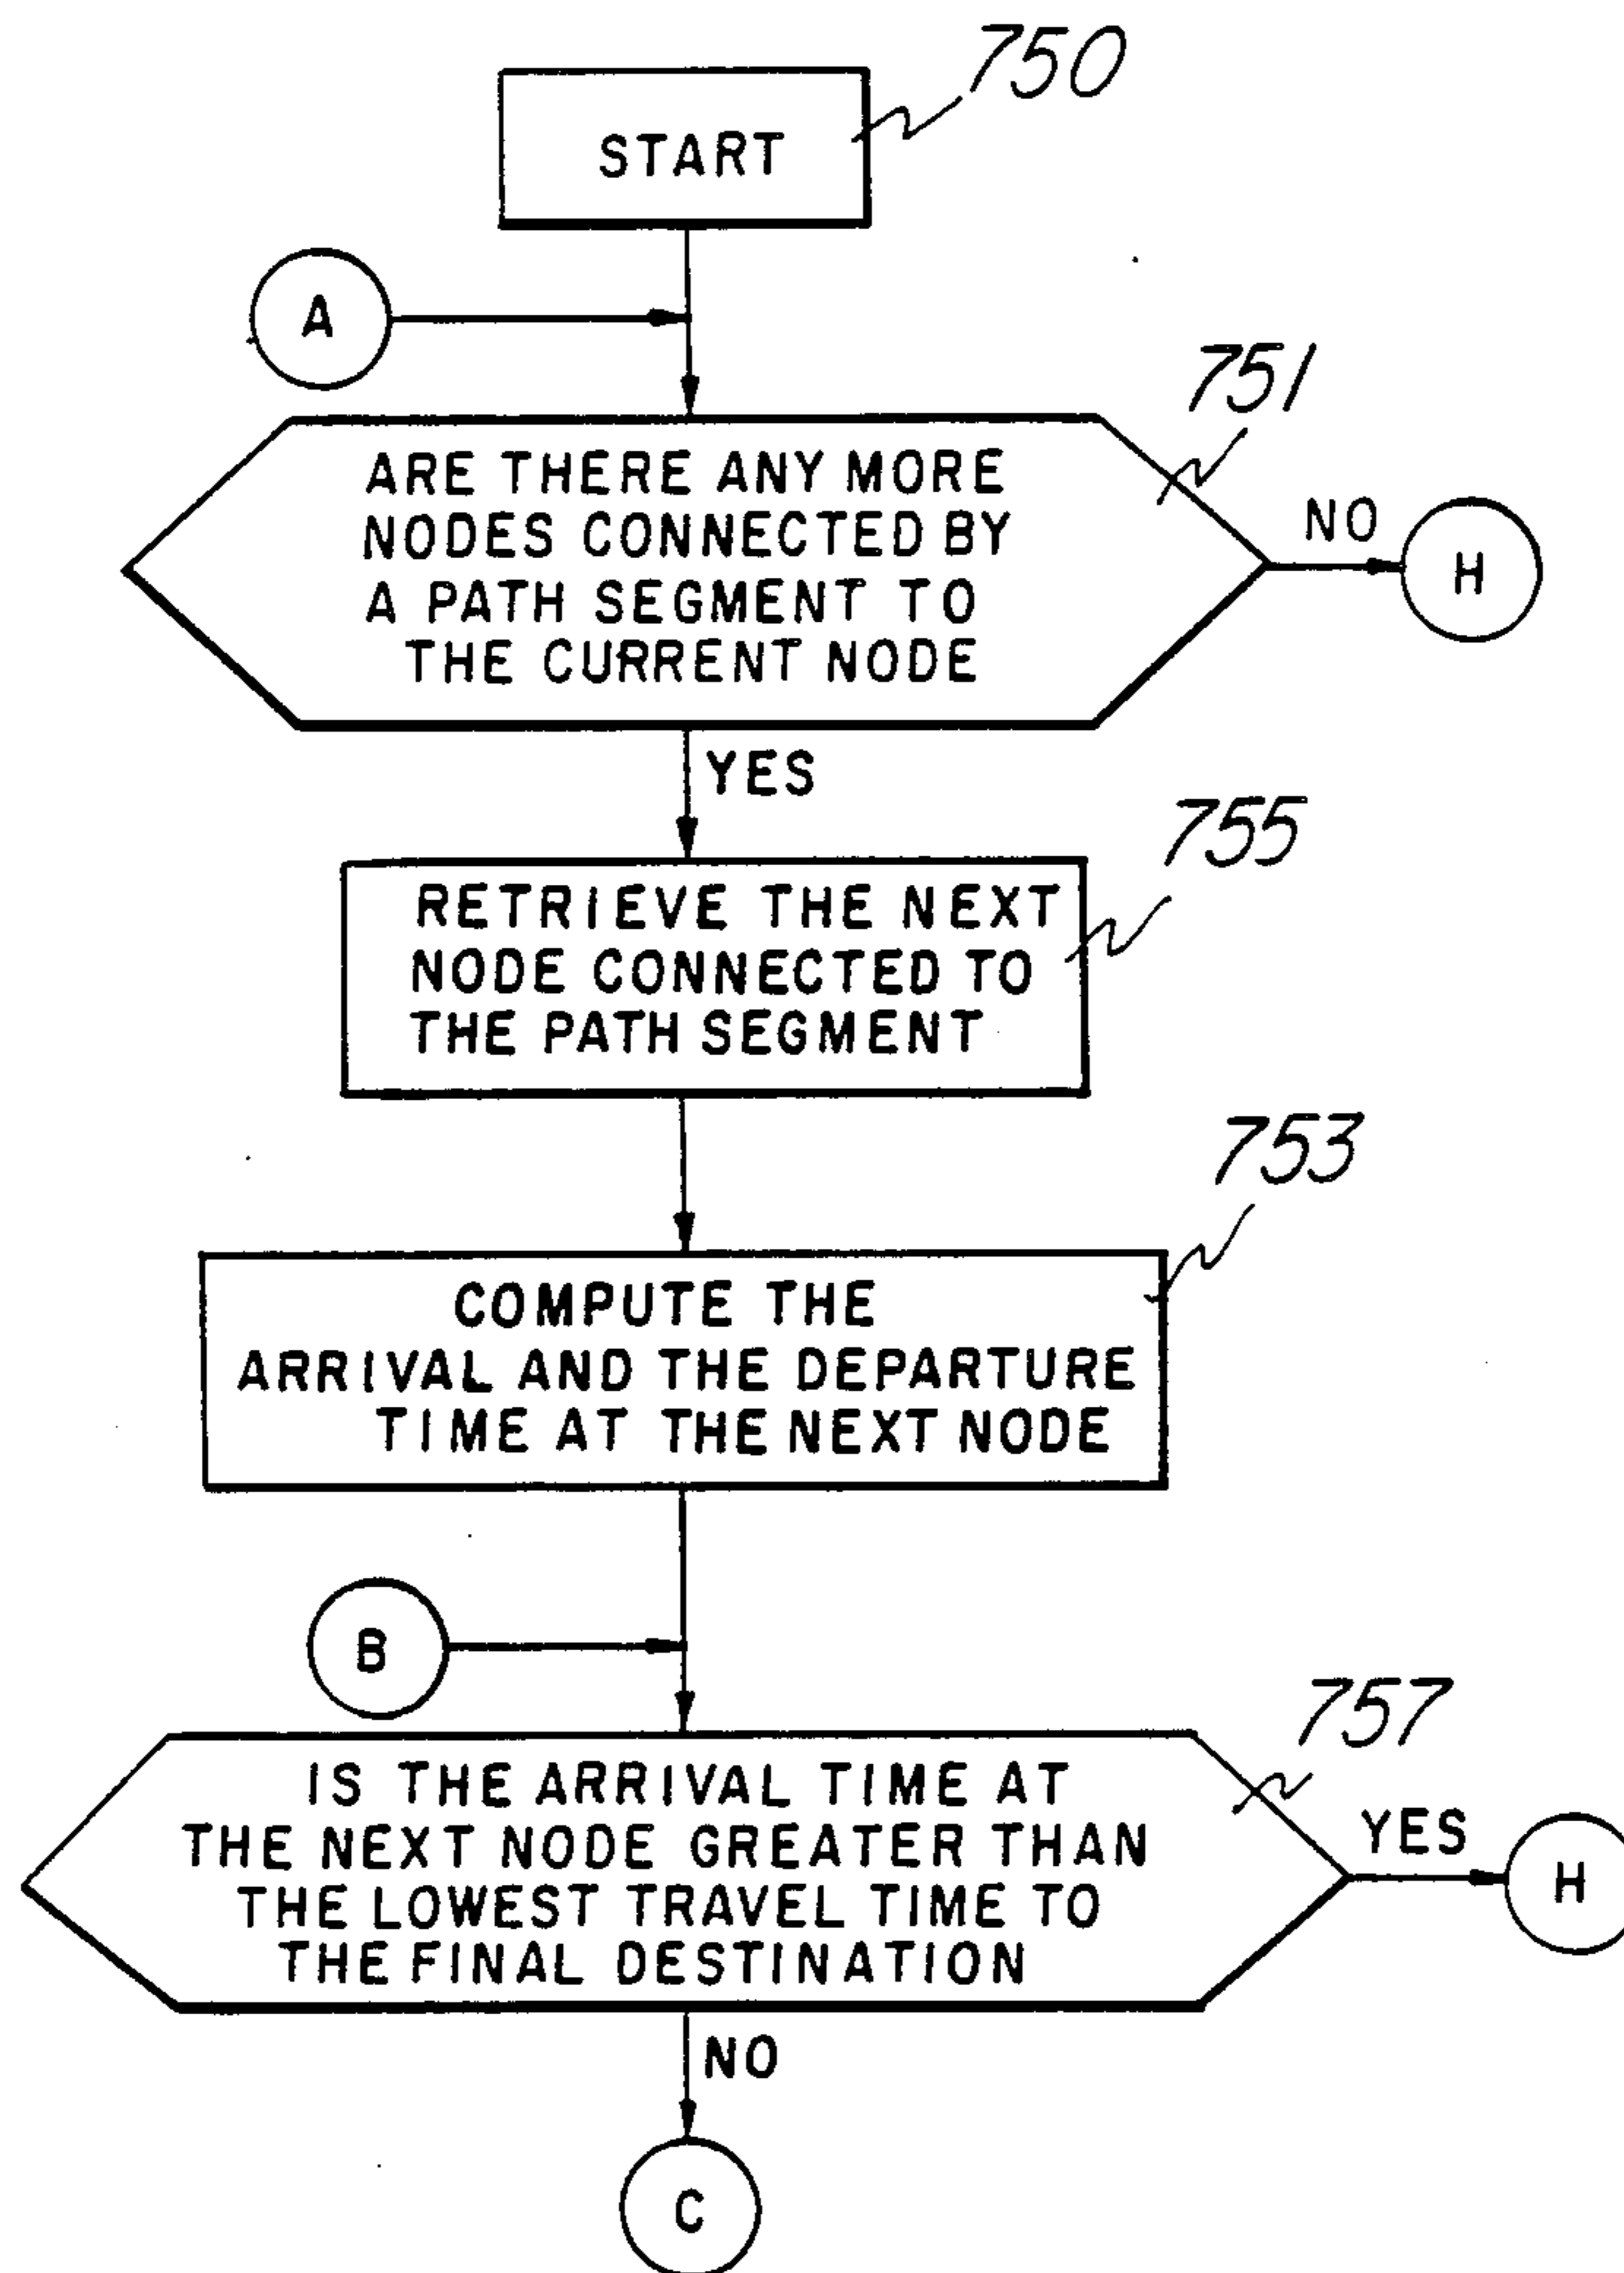 750
START
A
751
ARE THERE ANY MORE
NODES CONNECTED BY
A PATH SEGMENT TO
THE CURRENT NODE
NO
H
YES
755
RETRIEVE THE NEXT
NODE CONNECTED TO
THE PATH SEGMENT
753
COMPUTE THE
ARRIVAL AND THE DEPARTURE
TIME AT THE NEXT NODE
B
757
IS THE ARRIVAL TIME AT
THE NEXT NODE GREATER THAN
THE LOWEST TRAVEL TIME TO
THE FINAL DESTINATION
YES
H
NO
C